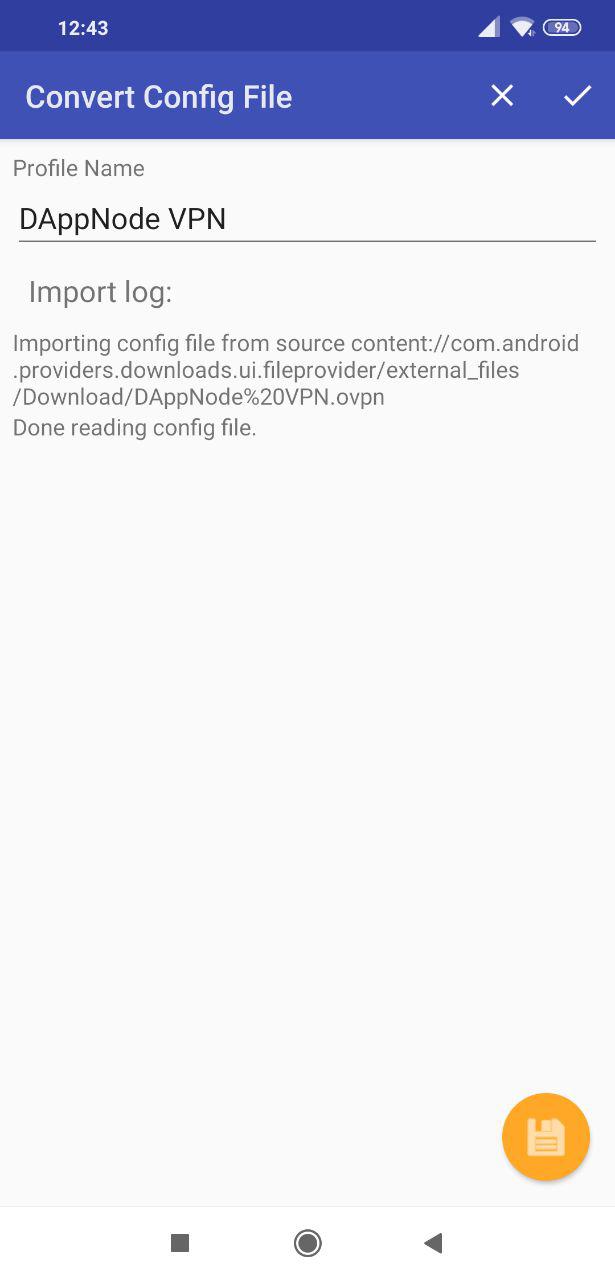 12:43
94
Convert Config File
Profile Name
DAppNode VPN
Import log:
Importing config file from source content://com.android
.providers.downloads.ui.fileprovider/external_files
/Download/DAppNode%20VPN.ovpn
Done reading config file.